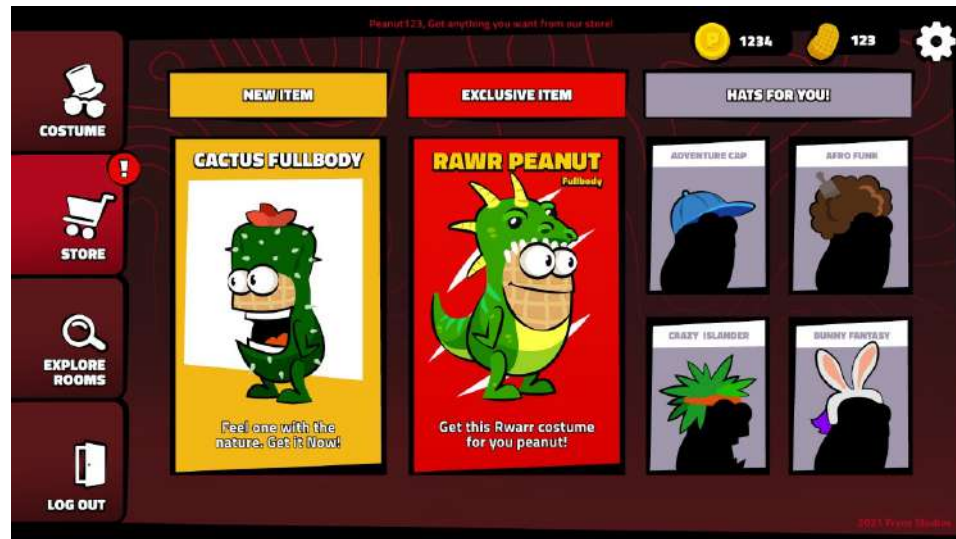 Peanut123, Get anything you want from our store!
1234
123
COSTUME
!
STORE
EXPLORE
ROOMS
LOG OUT
NEW ITEM
CACTUS FULLBODY
Feel one with the
nature. Get it Now!
EXCLUSIVE ITEM
RAWR PEANUT
Fullbody
Get this Rwarr costume
for you peanut!
HATS FOR YOU!
ADVENTURE CAP
AFRO FUNK
CRAZY ISLANDER
BUNNY FANTASY
2021 Studios